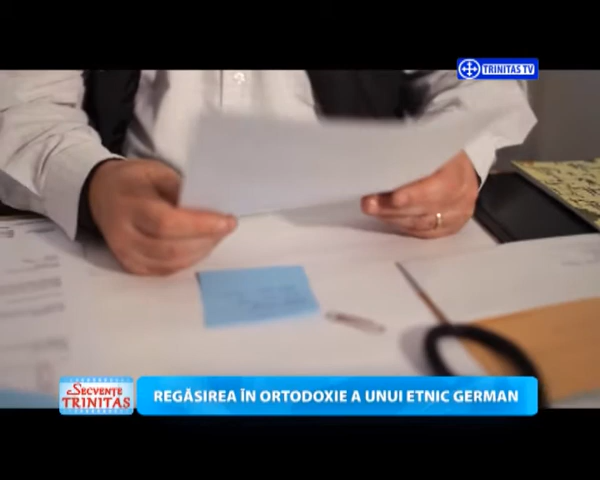 TRINITAS TV
SECVENȚE
TRINITAS
REGĂSIREA ÎN ORTODOXIE A UNUI ETNIC GERMAN